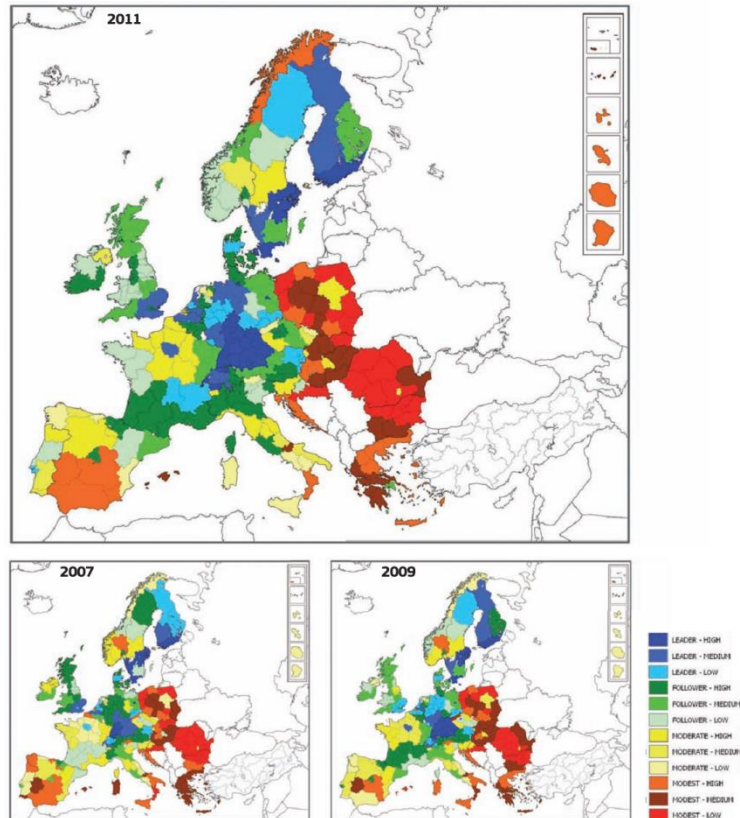 2011
2007
2009
LEADER - HIGH
LEADER - MEDIUM
LEADER - LOW
FOLLOWER - HIGH
FOLLOWER - MEDIUM
FOLLOWER - LOW
MODERATE - HIGH
MODERATE - MEDIUM
MODERATE - LOW
MODEST - HIGH
MODEST - MEDIUM
MODEST - LOW